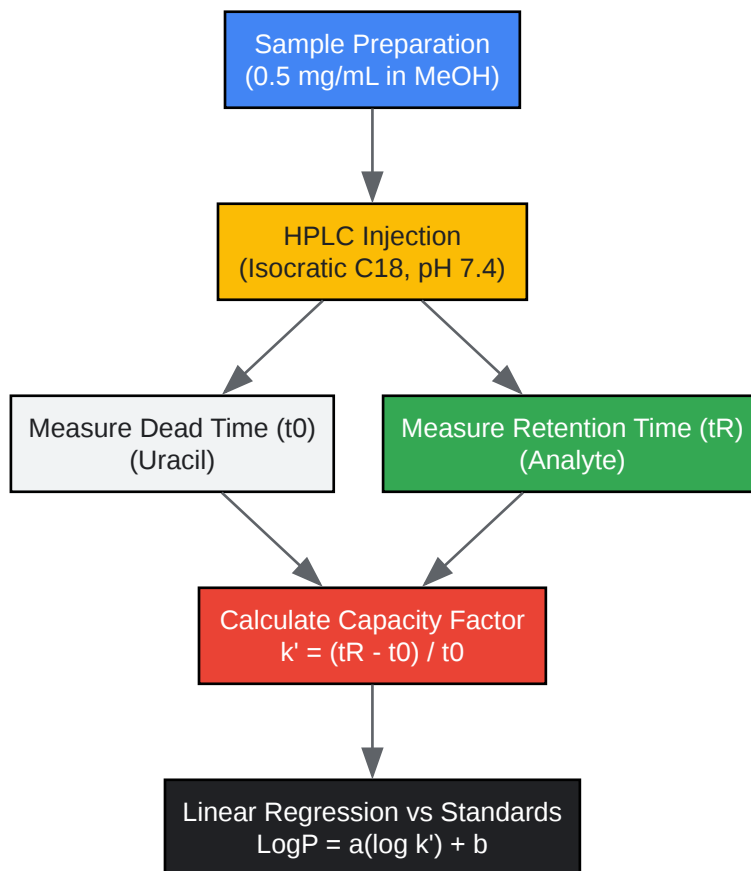 Sample Preparation
(0.5 mg/mL in MeOH)
HPLC Injection
(Isocratic C18, pH 7.4)
Measure Dead Time (t0)
(Uracil)
Measure Retention Time (tR)
(Analyte)
Calculate Capacity Factor
k' = (tR - t0) / t0
Linear Regression vs Standards
LogP = a(log k') + b